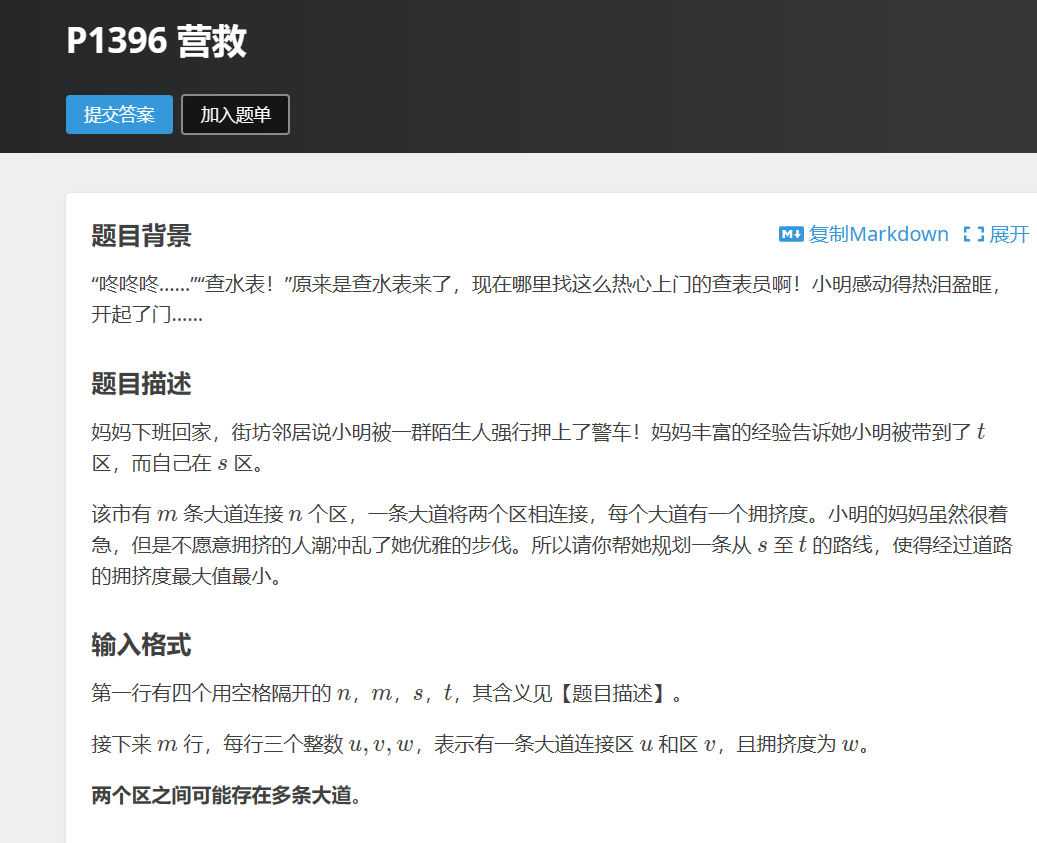 P1396 营救
提交答案 加入题单
题目背景 复制Markdown 展开
“咚咚咚……”“查水表！”原来是查水表来了，现在哪里找这么热心上门的查表员啊！小明感动得热泪盈眶，
开起了门……
题目描述
妈妈下班回家，街坊邻居说小明被一群陌生人强行押上了警车！妈妈丰富的经验告诉她小明被带到了 t
区，而自己在 s 区。
该市有 m 条大道连接 n 个区，一条大道将两个区相连接，每个大道有一个拥挤度。小明的妈妈虽然很着
急，但是不愿意拥挤的人潮冲乱了她优雅的步伐。所以请你帮她规划一条从 s 至 t 的路线，使得经过道路
的拥挤度最大值最小。
输入格式
第一行有四个用空格隔开的 n，m，s，t，其含义见【题目描述】。
接下来 m 行，每行三个整数 u, v, w，表示有一条大道连接区 u 和区 v，且拥挤度为 w。
两个区之间可能存在多条大道。